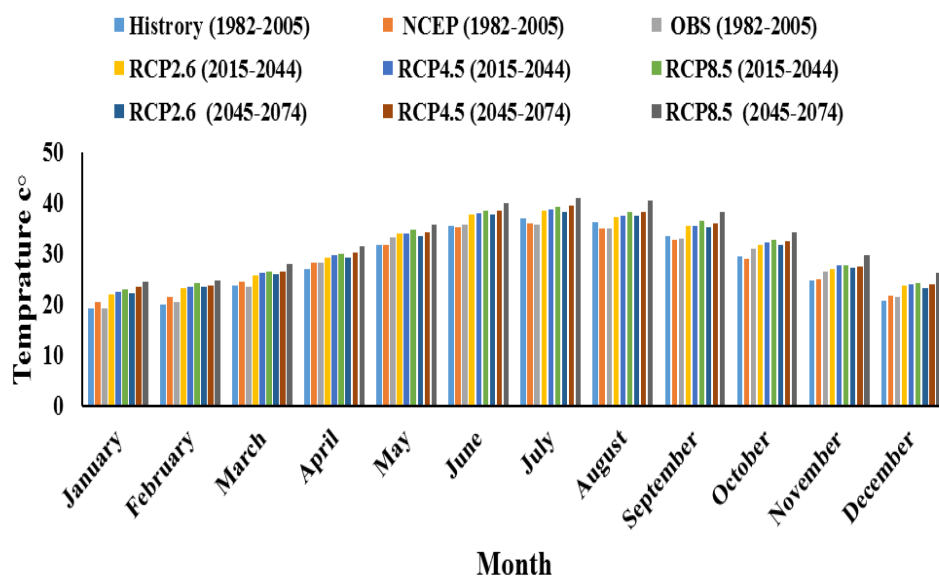 Histrory (1982-2005) NCEP (1982-2005) OBS (1982-2005)
RCP2.6 (2015-2044) RCP4.5 (2015-2044) RCP8.5 (2015-2044)
RCP2.6 (2045-2074) RCP4.5 (2045-2074) RCP8.5 (2045-2074)
Temprature c°
50
40
30
20
10
0
January February March April May June July August September October November December
Month